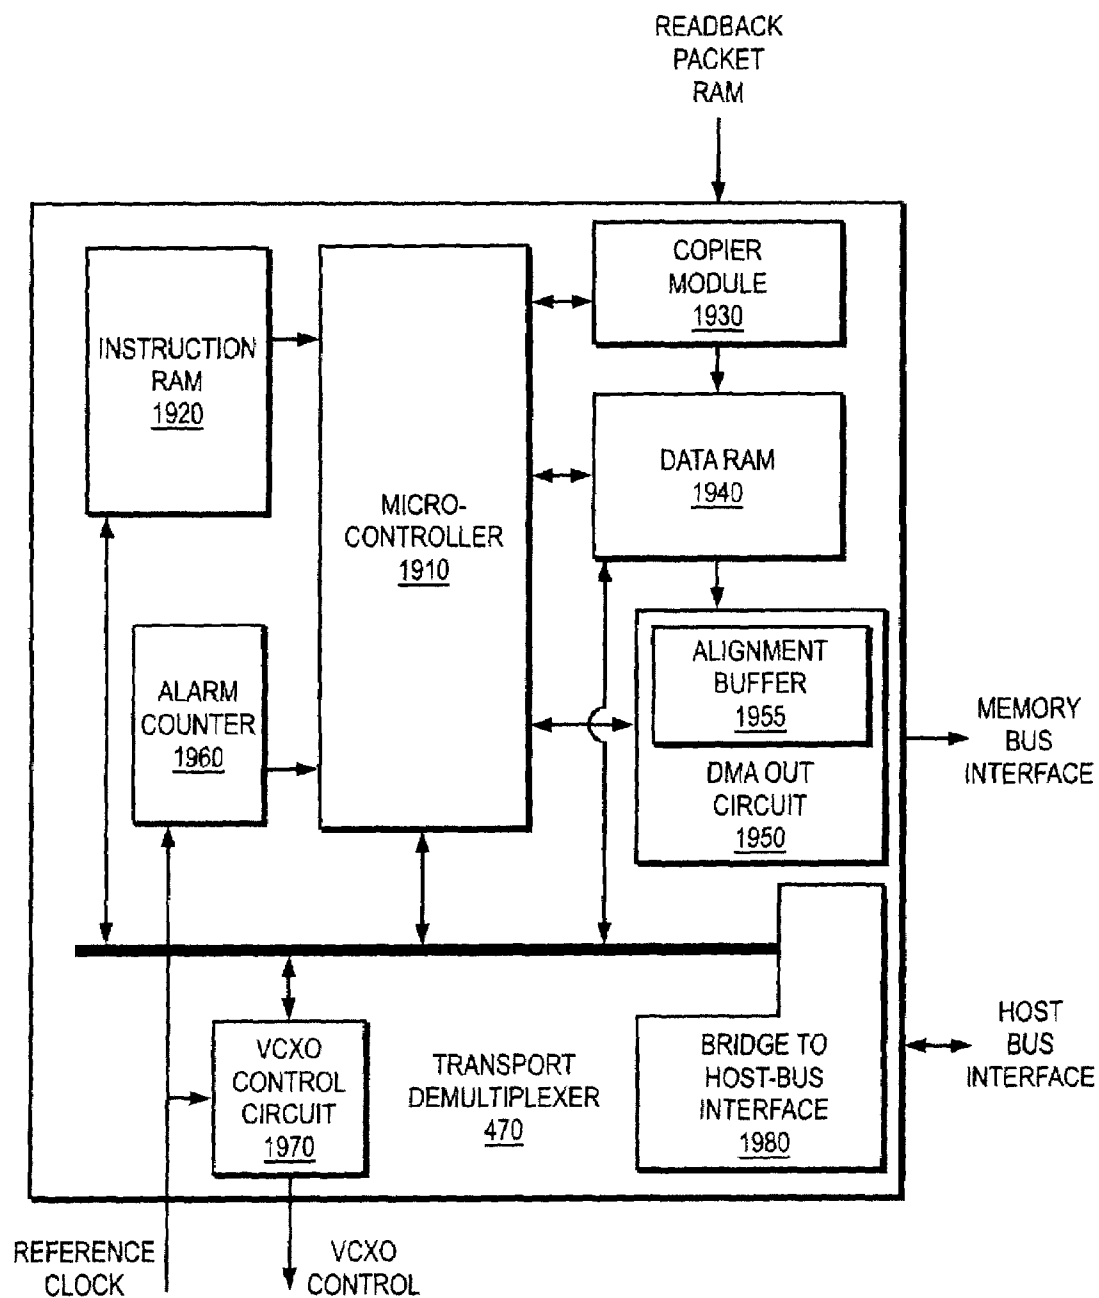 READBACK
PACKET
RAM
COPIER
MODULE
1930
INSTRUCTION
RAM
1920
DATA RAM
1940
MICRO-
CONTROLLER
1910
ALIGNMENT
BUFFER
1955
DMA OUT
CIRCUIT
1950
ALARM
COUNTER
1960
MEMORY
BUS
INTERFACE
VCXO
CONTROL
CIRCUIT
1970
TRANSPORT
DEMULTIPLEXER
470
BRIDGE TO
HOST-BUS
INTERFACE
1980
HOST
BUS
INTERFACE
REFERENCE
CLOCK
VCXO
CONTROL